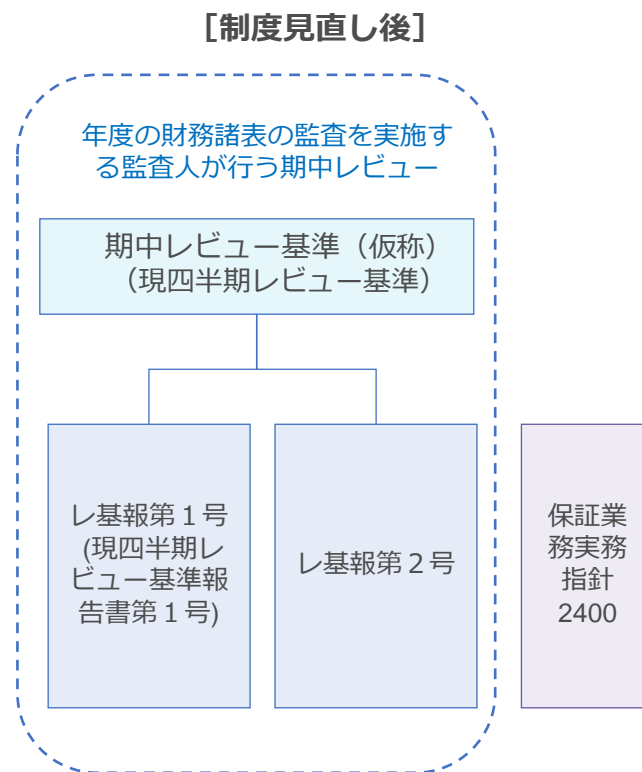 [制度見直し後]
年度の財務諸表の監査を実施す
る監査人が行う期中レビュー
期中レビュー基準（仮称）
（現四半期レビュー基準）
レ基報第１号
(現四半期レ
ビュー基準報
告書第１号)
レ基報第２号
保証業
務実務
指針
2400